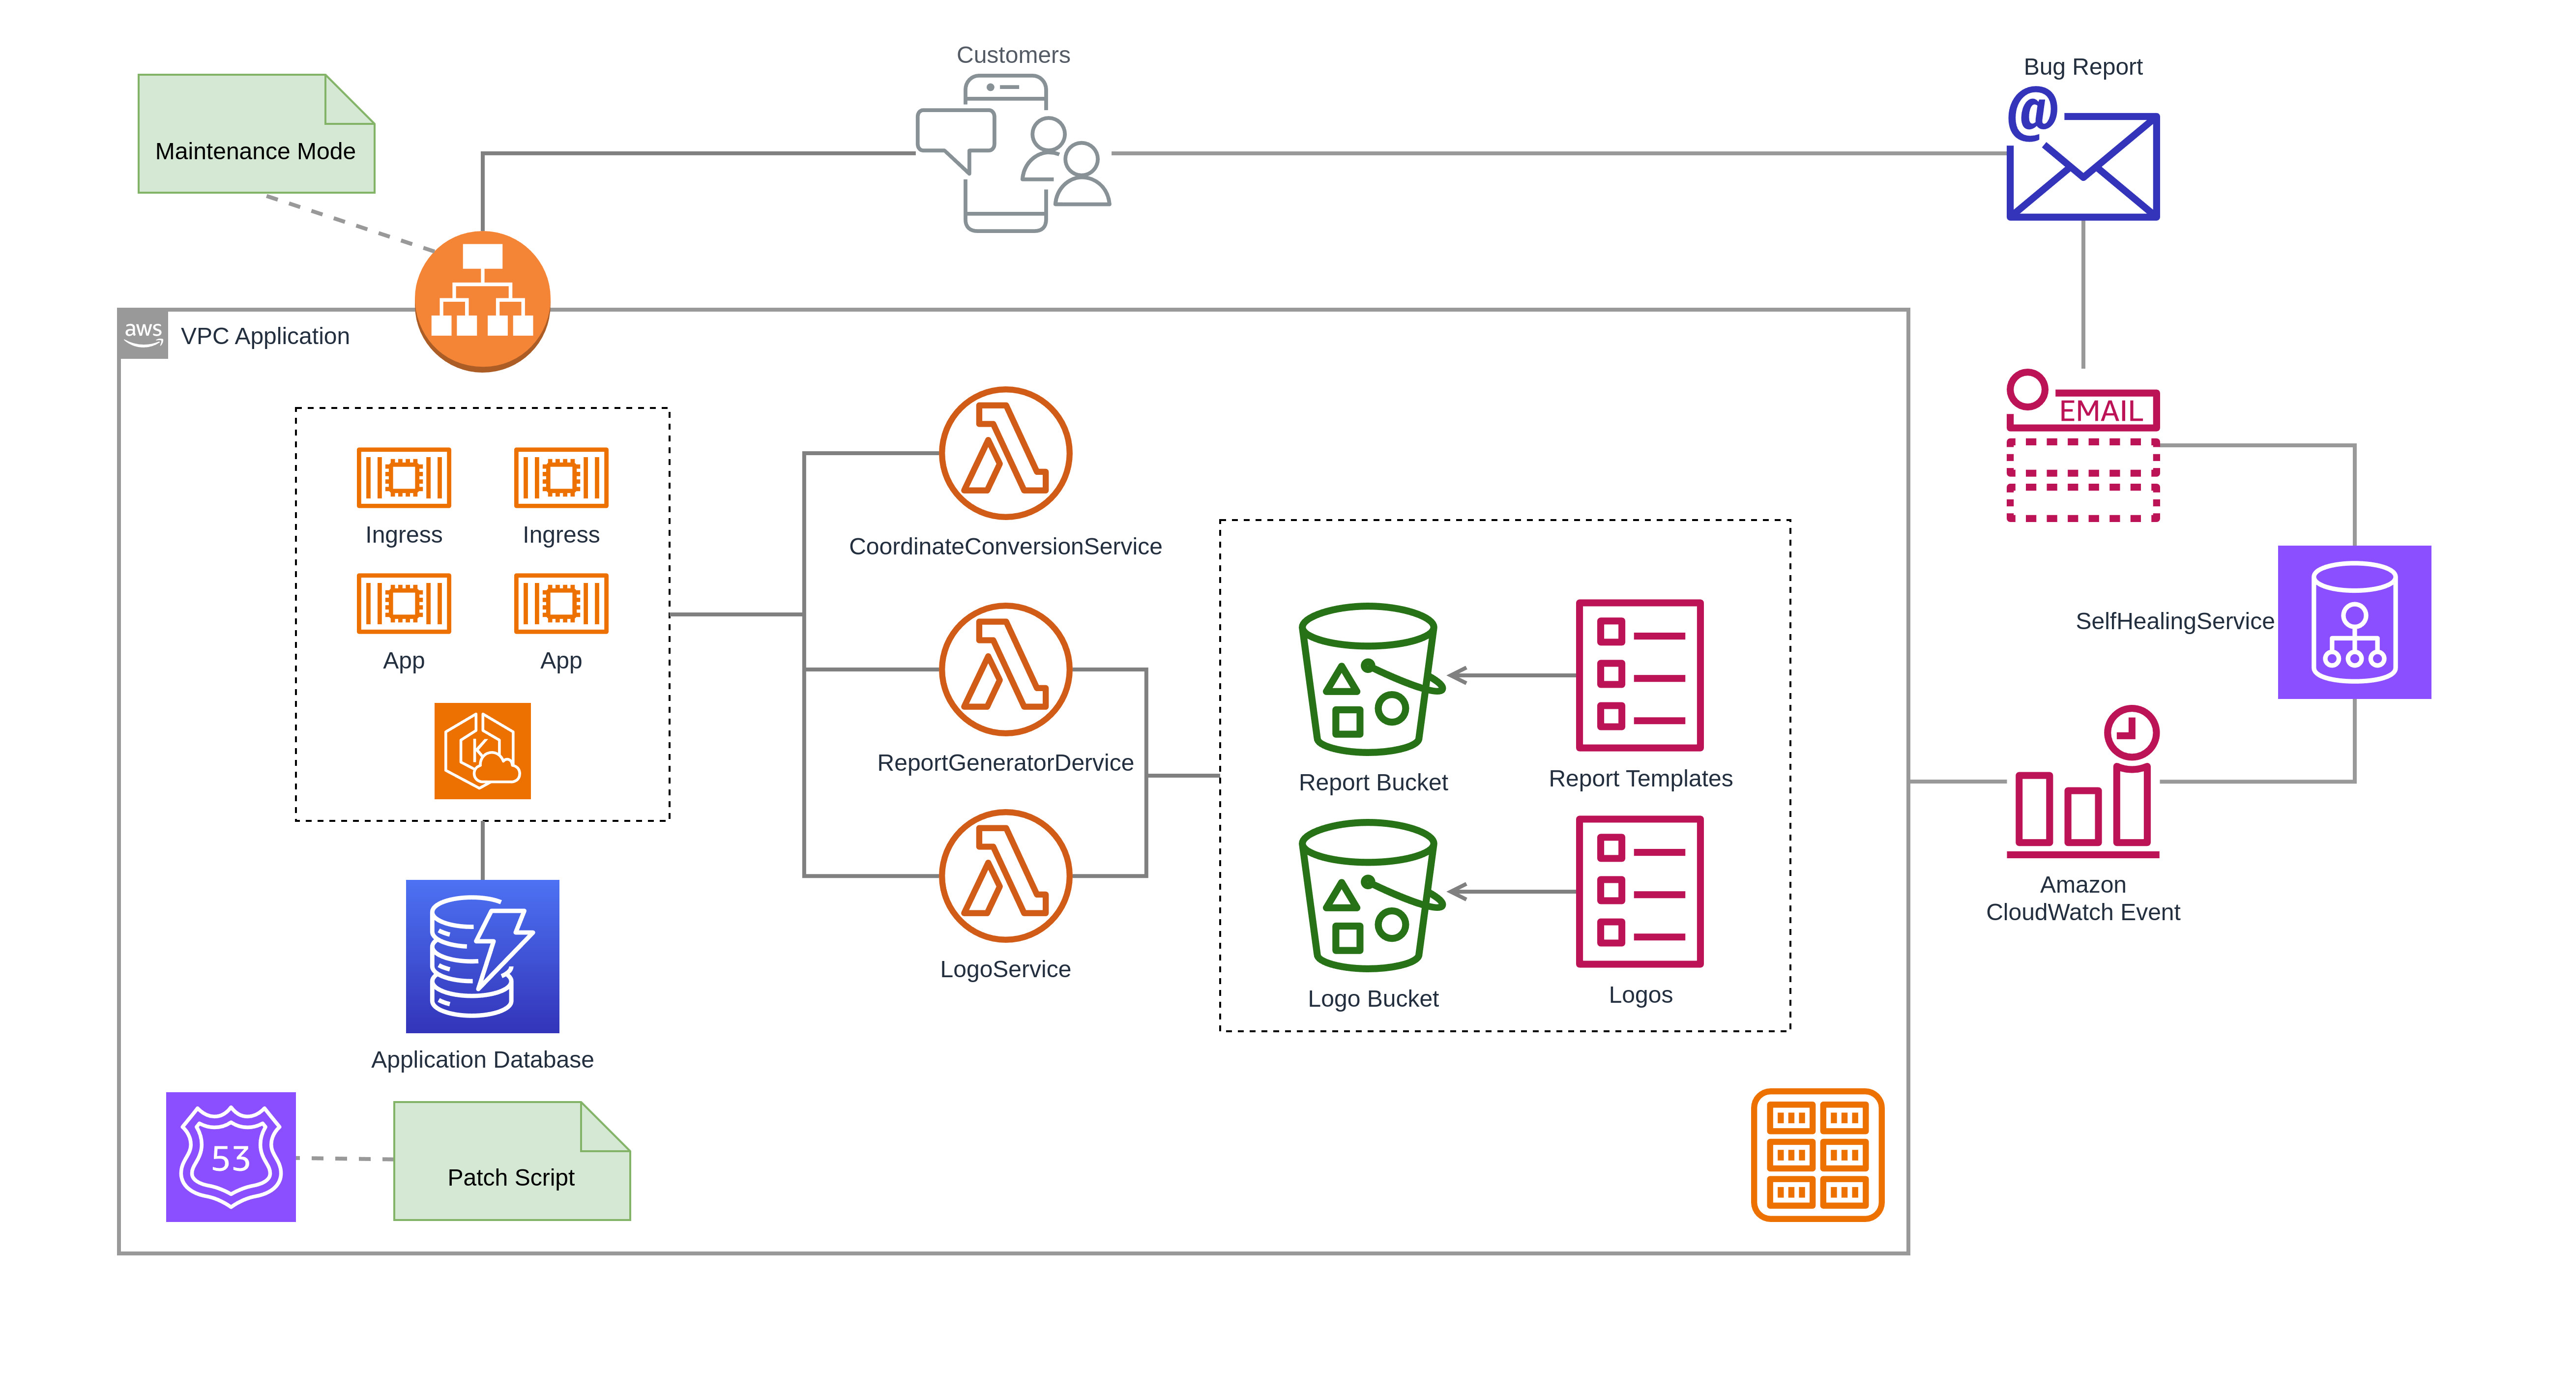 Customers
Bug Report
@
Maintenance Mode
aws
VPC Application
EMAIL
Ingress
Ingress
CoordinateConversionService
App
App
SelfHealingService
K
ReportGeneratorDervice
Report Bucket
Report Templates
Amazon
CloudWatch Event
LogoService
Logo Bucket
Logos
Application Database
53
Patch Script